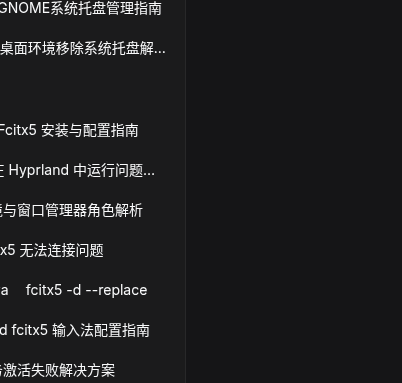 GNOME系统托盘管理指南
桌面环境移除系统托盘解...
Fcitx5 安装与配置指南
Hyprland 中运行问题...
与窗口管理器角色解析
x5 无法连接问题
a fcitx5 -d --replace
d fcitx5 输入法配置指南
激活失败解决方案